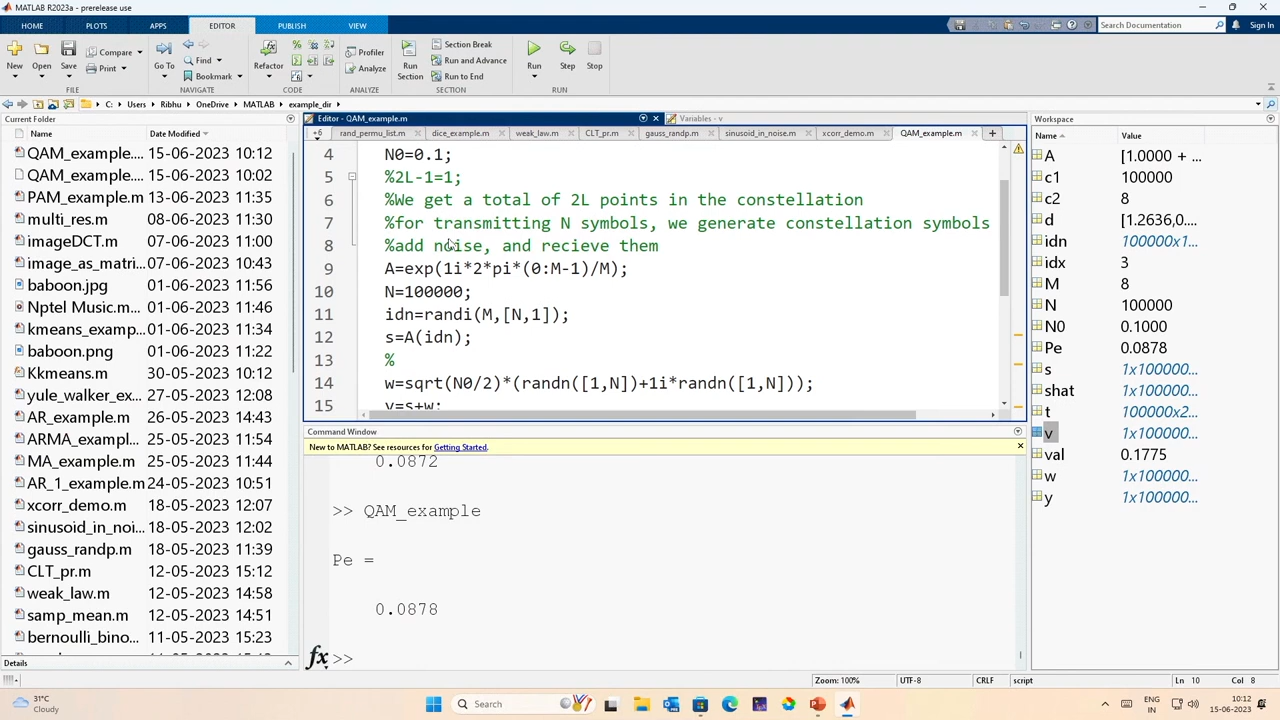 MATLAB R2023a - prerelease use
HOME PLOTS APPS EDITOR PUBLISH VIEW
Search Documentation
Sign In
New Open Save
Compare
Print
Go To
Find
Bookmark
Refactor
Profiler
Analyze
Run Section
Section Break
Run and Advance
Run to End
Run Step Stop
FILE NAVIGATE CODE ANALYZE SECTION RUN
C: Users Ribhu OneDrive MATLAB example_dir
Current Folder
Name Date Modified
QAM_example.... 15-06-2023 10:12
QAM_example.... 15-06-2023 10:02
PAM_example.m 13-06-2023 13:35
multi_res.m 08-06-2023 11:30
imageDCT.m 07-06-2023 11:00
image_as_matri... 07-06-2023 10:43
baboon.jpg 01-06-2023 11:56
Nptel Music.m... 01-06-2023 11:46
kmeans_examp... 01-06-2023 11:34
baboon.png 01-06-2023 11:22
Kkmeans.m 01-06-2023 11:30
yule_walker_ex... 27-05-2023 12:08
AR_example.m 26-05-2023 14:43
ARMA_exampl... 25-05-2023 11:54
MA_example.m 25-05-2023 11:44
AR_1_example.m 24-05-2023 10:51
xcorr_demo.m 18-05-2023 12:07
sinusoid_in_noi... 18-05-2023 12:02
gauss_randp.m 18-05-2023 11:39
CLT_pr.m 12-05-2023 15:12
weak_law.m 12-05-2023 14:58
samp_mean.m 12-05-2023 14:51
bernoulli_bino... 11-05-2023 15:23
Details
Editor - QAM_example.m
Variables - v
+6 rand_permu_list.m dice_example.m weak_law.m CLT_pr.m gauss_randp.m sinusoid_in_noise.m xcorr_demo.m QAM_example.m
4 N0=0.1;
5 %2L-1=1;
6 %We get a total of 2L points in the constellation
7 %for transmitting N symbols, we generate constellation symbols
8 %add noise, and recieve them
9 A=exp(1i*2*pi*(0:M-1)/M);
10 N=100000;
11 idn=randi(M,[N,1]);
12 s=A(idn);
13 %
14 w=sqrt(N0/2)*(randn([1,N])+1i*randn([1,N]));
15 y=s+w;
Command Window
New to MATLAB? See resources for Getting Started.
0.0872
>> QAM_example
Pe =
0.0878
fx >>
Workspace
Name Value
A [1.0000 + ...
c1 100000
c2 8
d [1.2636,0....
idn 100000x1...
idx 3
M 8
N 100000
N0 0.1000
Pe 0.0878
s 1x100000...
shat 1x100000...
t 100000x2...
v 1x100000...
val 0.1775
w 1x100000...
y 1x100000...
Zoom: 100% UTF-8 CRLF script Ln 10 Col 8
31°C
Cloudy
Search
ENG
IN
10:12
15-06-2023